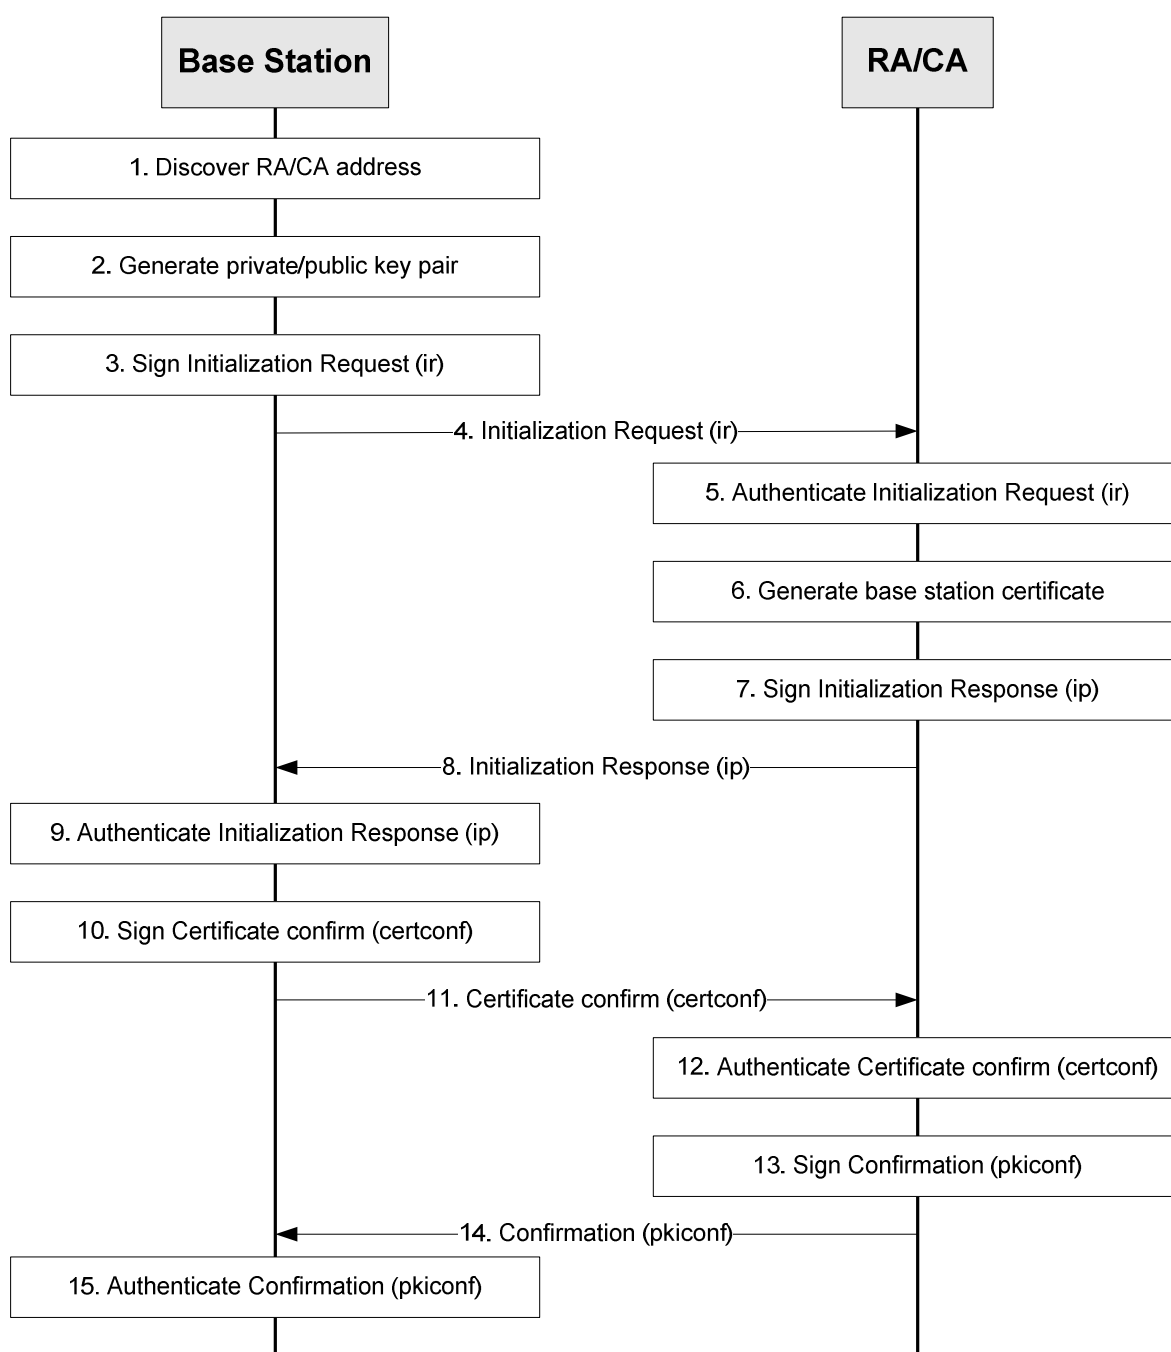 Base Station
RA/CA
1. Discover RA/CA address
2. Generate private/public key pair
3. Sign Initialization Request (ir)
4. Initialization Request (ir)
5. Authenticate Initialization Request (ir)
6. Generate base station certificate
7. Sign Initialization Response (ip)
8. Initialization Response (ip)
9. Authenticate Initialization Response (ip)
10. Sign Certificate confirm (certconf)
11. Certificate confirm (certconf)
12. Authenticate Certificate confirm (certconf)
13. Sign Confirmation (pkiconf)
14. Confirmation (pkiconf)
15. Authenticate Confirmation (pkiconf)